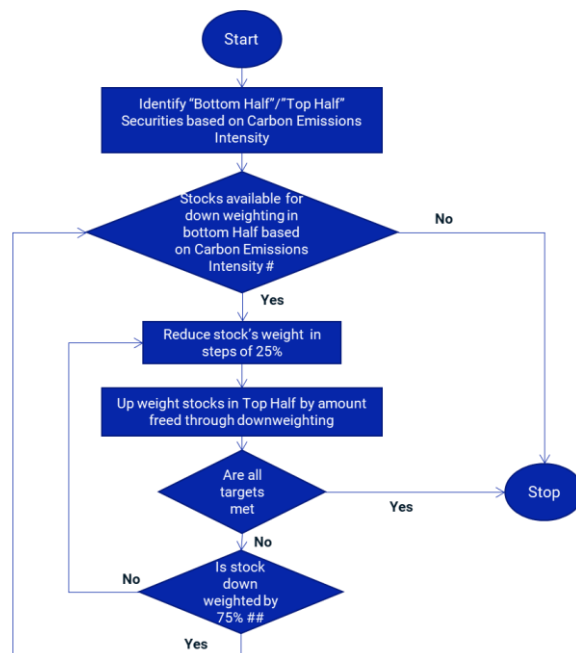 Start
Identify “Bottom Half”/”Top Half”
Securities based on Carbon Emissions
Intensity
Stocks available for
down weighting in
bottom Half based
on Carbon Emissions
Intensity #
No
Yes
Reduce stock's weight in
steps of 25%
Up weight stocks in Top Half by amount
freed through downweighting
Are all
targets
met
Yes
Stop
No
Is stock
down
weighted by
75% ##
No
Yes